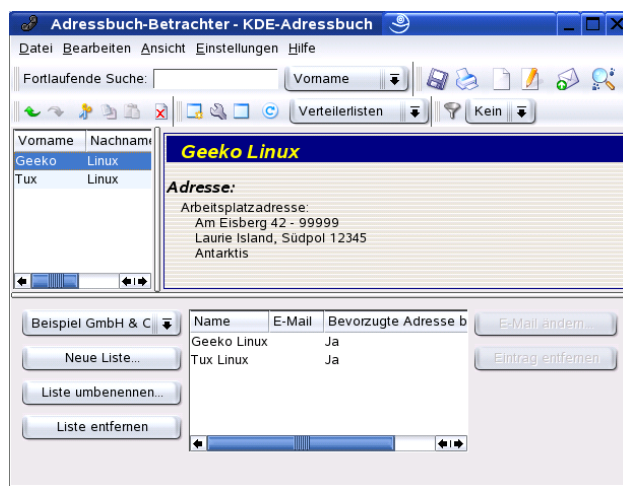 Adressbuch-Betrachter - KDE-Adressbuch
Datei Bearbeiten Ansicht Einstellungen Hilfe
Fortlaufende Suche: Vorname
Verteilerlisten Kein
Vorname Nachname
Geeko Linux
Tux Linux
Geeko Linux
Adresse:
Arbeitsplatzadresse:
Am Eisberg 42 - 99999
Laurie Island, Südpol 12345
Antarktis
Beispiel GmbH & C
Neue Liste...
Liste umbenennen...
Liste entfernen
Name E-Mail Bevorzugte Adresse b
Geeko Linux Ja
Tux Linux Ja
E-Mail ändern...
Eintrag entfernen